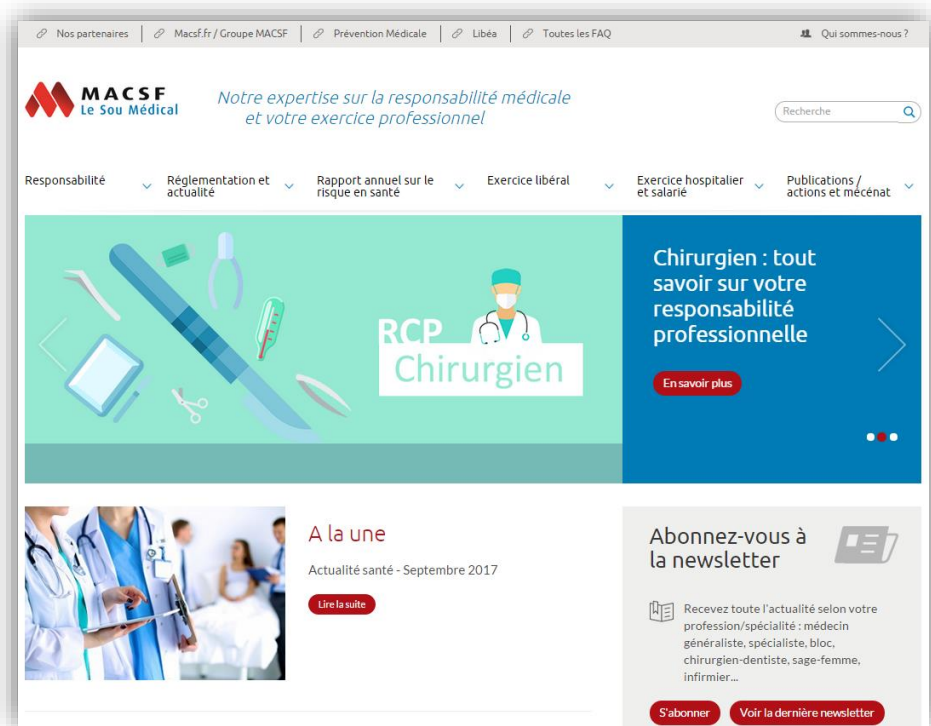 Nos partenaires
Macsf.fr / Groupe MACSF
Prévention Médicale
Libéa
Toutes les FAQ
Qui sommes-nous ?
MACSF
Le Sou Médical
Notre expertise sur la responsabilité médicale
et votre exercice professionnel
Recherche
Responsabilité
Réglementation et
actualité
Rapport annuel sur le
risque en santé
Exercice libéral
Exercice hospitalier
et salarié
Publications /
actions et mécénat
RCP
Chirurgien
Chirurgien : tout
savoir sur votre
responsabilité
professionnelle
En savoir plus
A la une
Actualité santé - Septembre 2017
Lire la suite
Abonnez-vous à
la newsletter
Recevez toute l'actualité selon votre
profession/spécialité : médecin
généraliste, spécialiste, bloc,
chirurgien-dentiste, sage-femme,
infirmier...
S'abonner
Voir la dernière newsletter